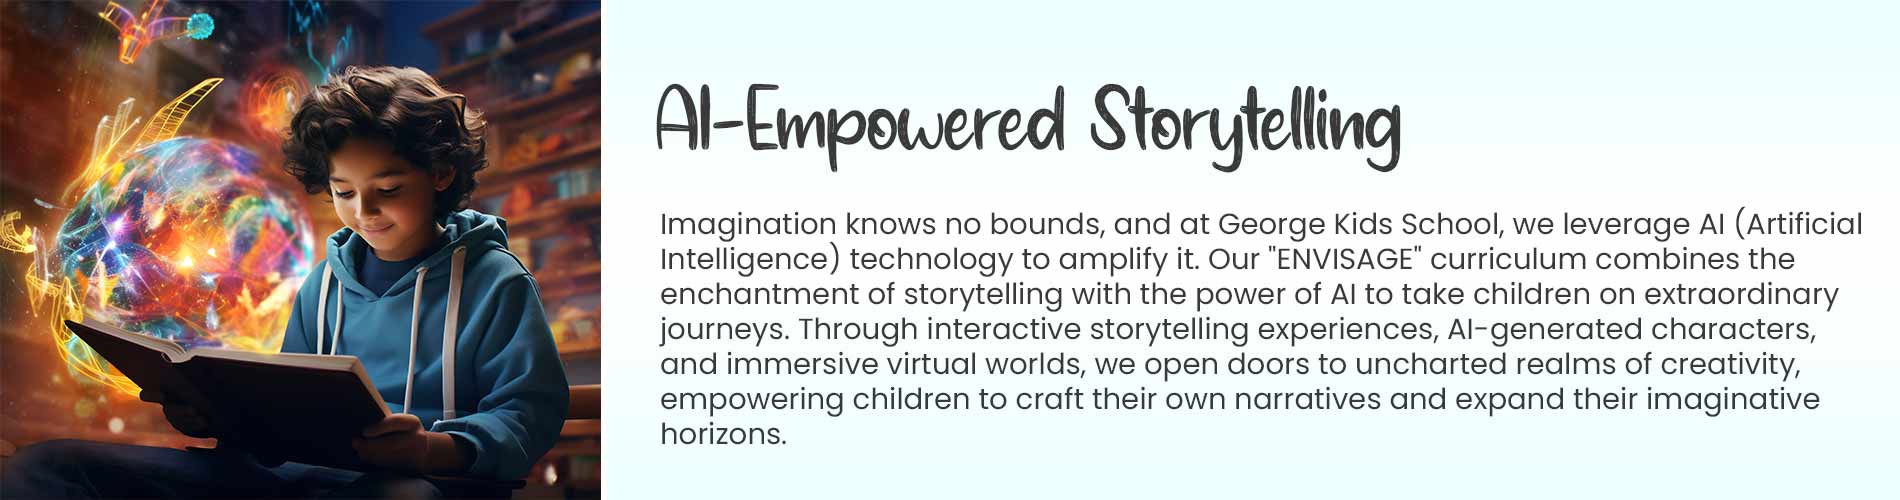 AI-Empowered Storytelling
Imagination knows no bounds, and at George Kids School, we leverage AI (Artificial
Intelligence) technology to amplify it. Our "ENVISAGE" curriculum combines the
enchantment of storytelling with the power of AI to take children on extraordinary
journeys. Through interactive storytelling experiences, AI-generated characters,
and immersive virtual worlds, we open doors to uncharted realms of creativity,
empowering children to craft their own narratives and expand their imaginative
horizons.